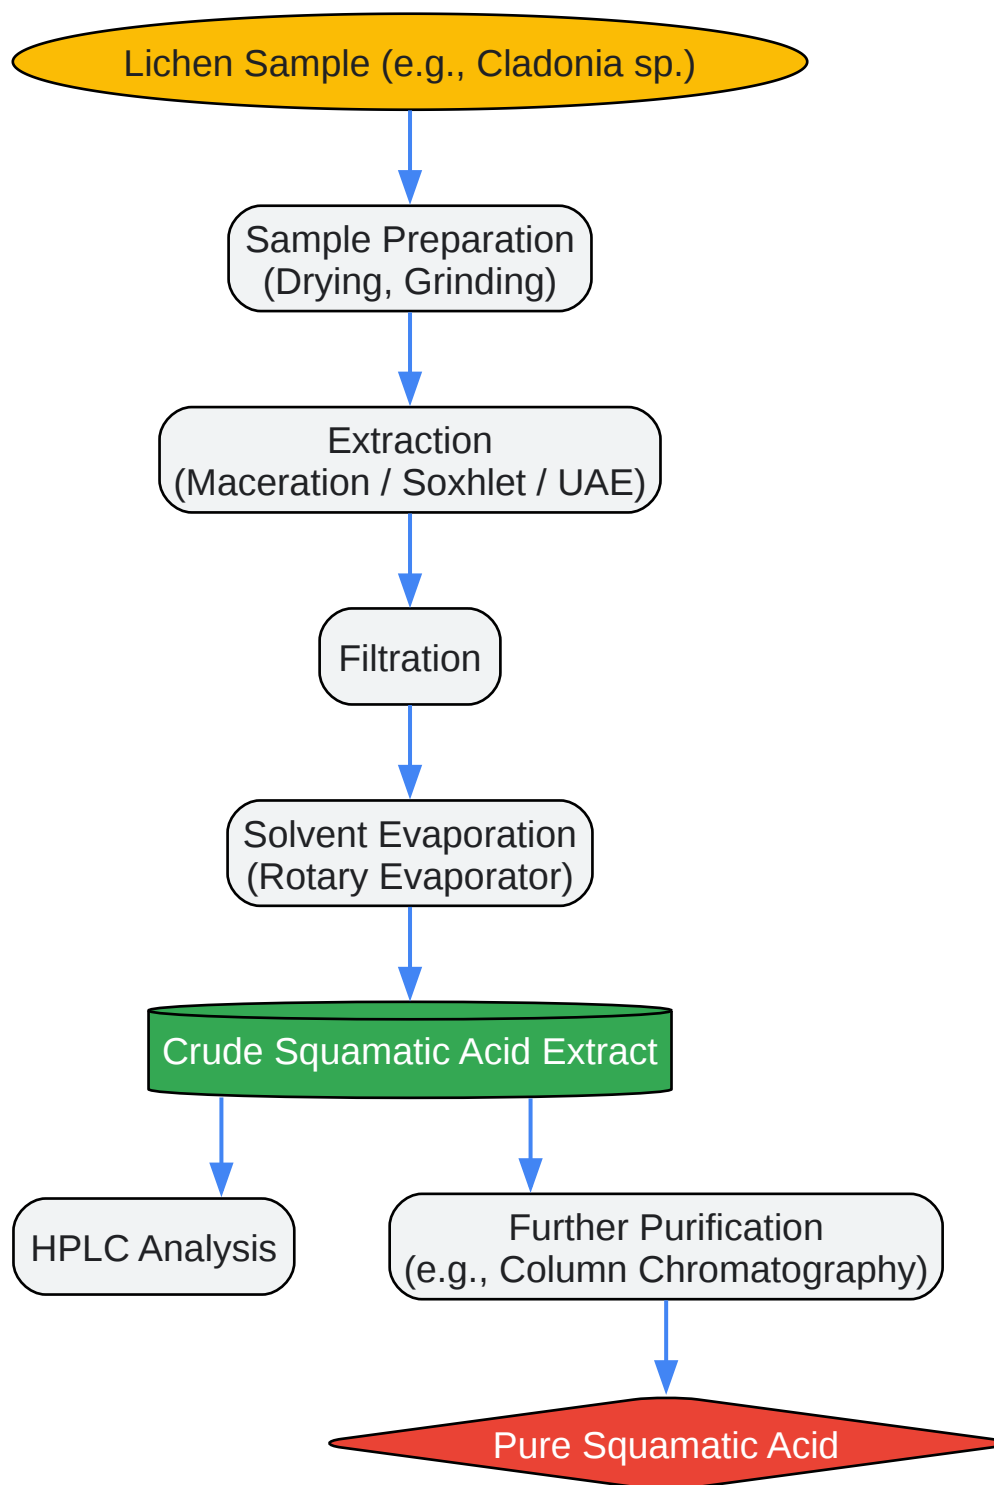 Lichen Sample (e.g., Cladonia sp.)
Sample Preparation
(Drying, Grinding)
Extraction
(Maceration / Soxhlet / UAE)
Filtration
Solvent Evaporation
(Rotary Evaporator)
Crude Squamatic Acid Extract
HPLC Analysis
Further Purification
(e.g., Column Chromatography)
Pure Squamatic Acid